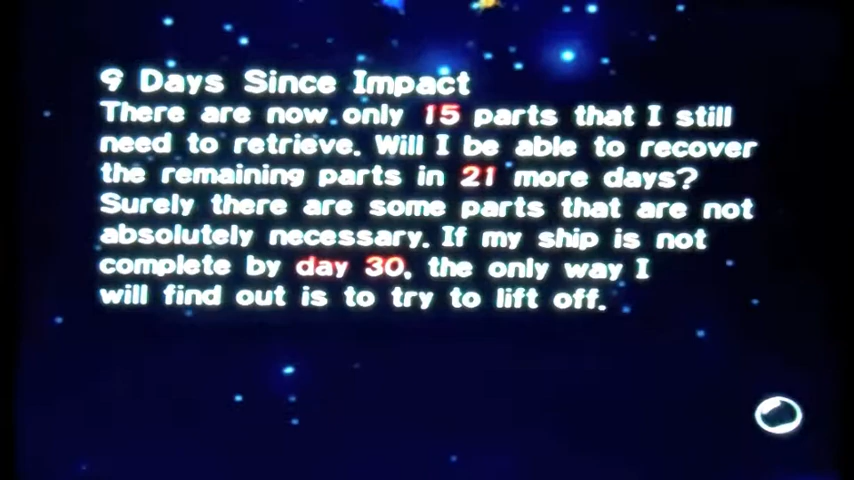 9 Days Since Impact
There are now only 15 parts that I still
need to retrieve. Will I be able to recover
the remaining parts in 21 more days?
Surely there are some parts that are not
absolutely necessary. If my ship is not
complete by day 30, the only way I
will find out is to try to lift off.